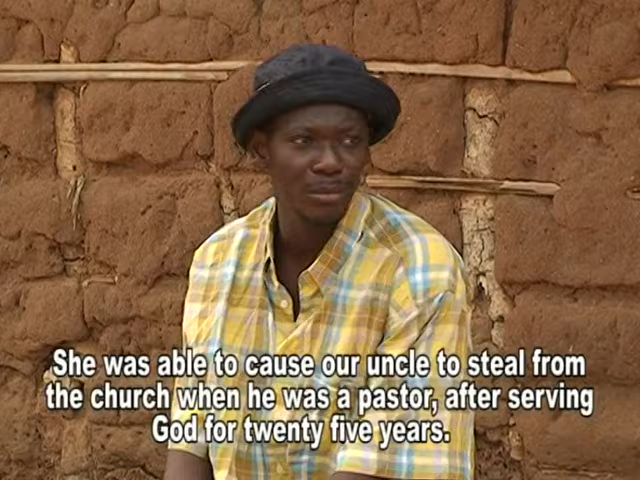 She was able to cause our uncle to steal from
the church when he was a pastor, after serving
God for twenty five years.